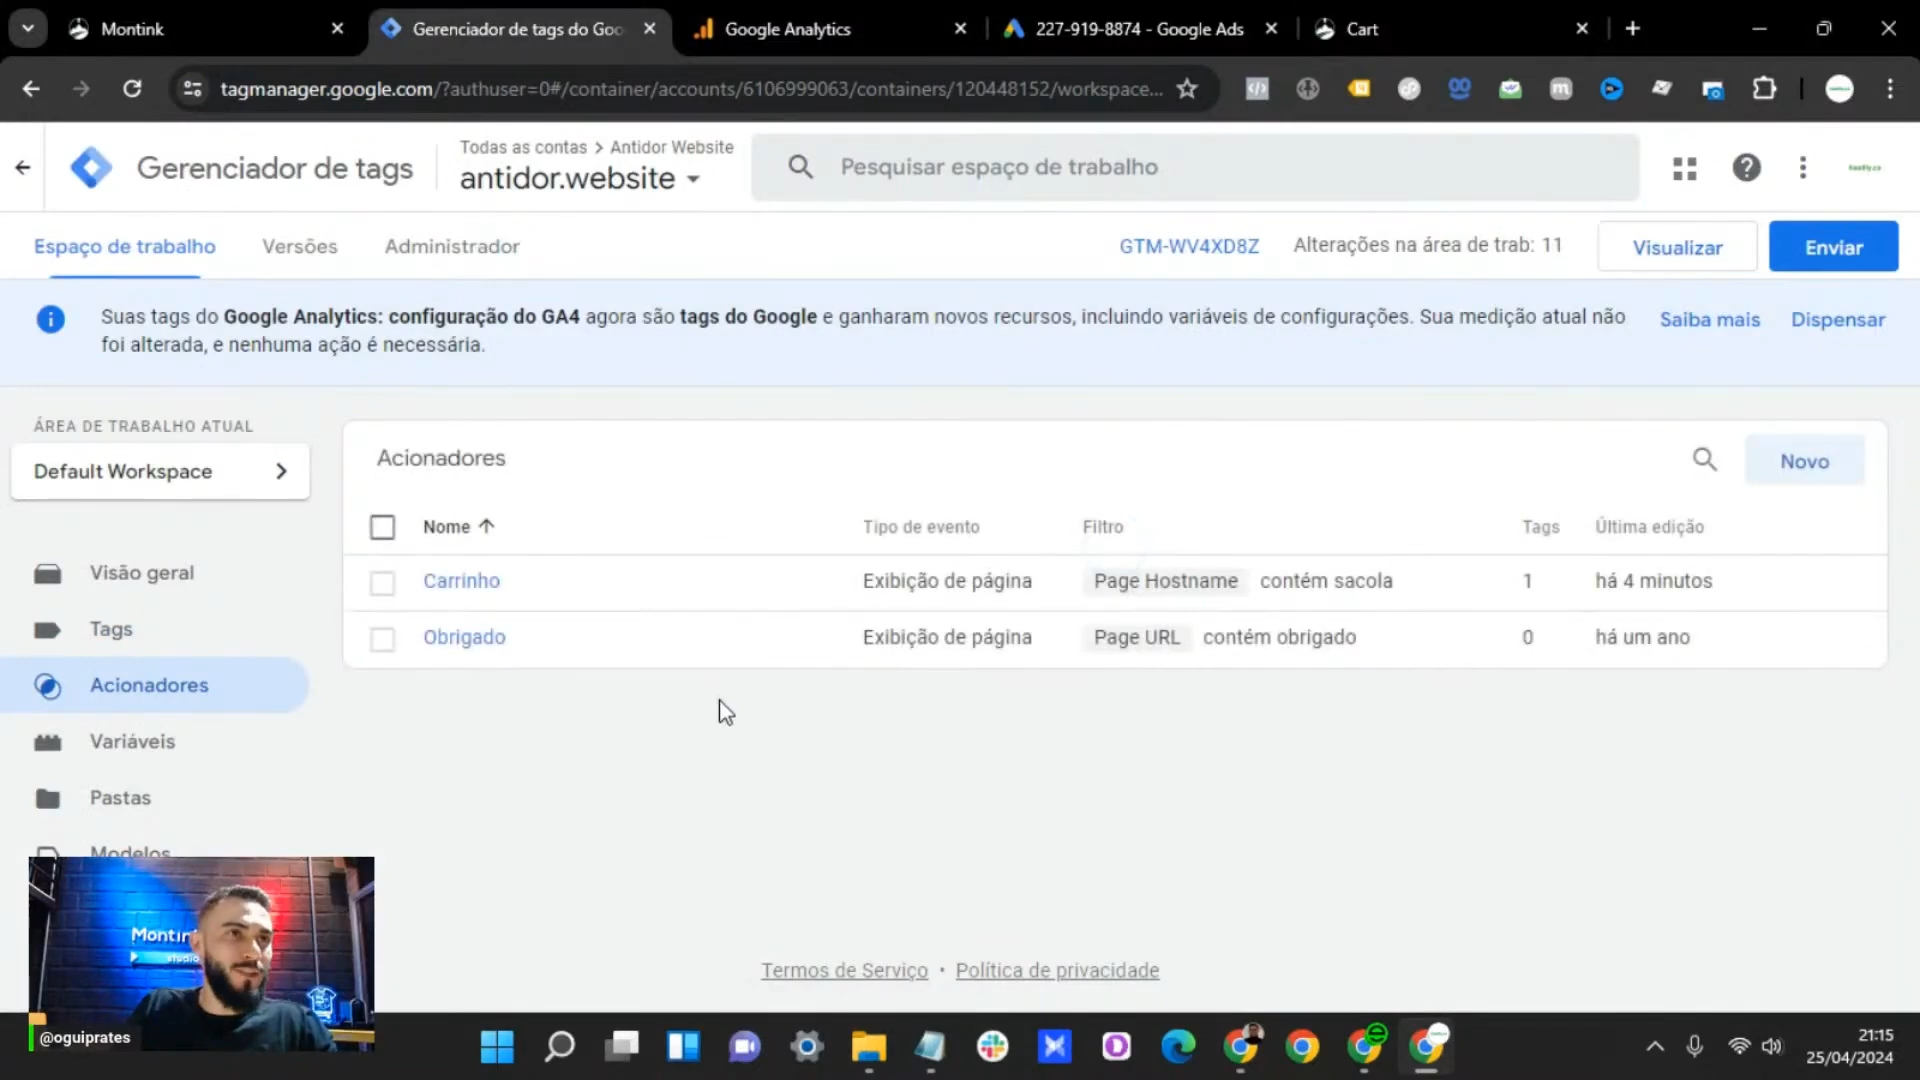 Montink
Gerenciador de tags do Goo
Google Analytics
227-919-8874 - Google Ads
Cart
tagmanager.google.com/?authuser=0#/container/accounts/6106999063/containers/120448152/workspace...
Gerenciador de tags
Todas as contas > Antidor Website
antidor.website
Pesquisar espaço de trabalho
Espaço de trabalho
Versões
Administrador
GTM-WV4XD8Z
Alterações na área de trab: 11
Visualizar
Enviar
Suas tags do Google Analytics: configuração do GA4 agora são tags do Google e ganharam novos recursos, incluindo variáveis de configurações. Sua medição atual não
foi alterada, e nenhuma ação é necessária.
Saiba mais
Dispensar
ÁREA DE TRABALHO ATUAL
Default Workspace
Visão geral
Tags
Acionadores
Variáveis
Pastas
Modelos
Acionadores
Novo
Nome
Tipo de evento
Filtro
Tags
Última edição
Carrinho
Exibição de página
Page Hostname contém sacola
1
há 4 minutos
Obrigado
Exibição de página
Page URL contém obrigado
0
há um ano
Termos de Serviço • Política de privacidade
Montin
studio
@oguiprates
21:15
25/04/2024